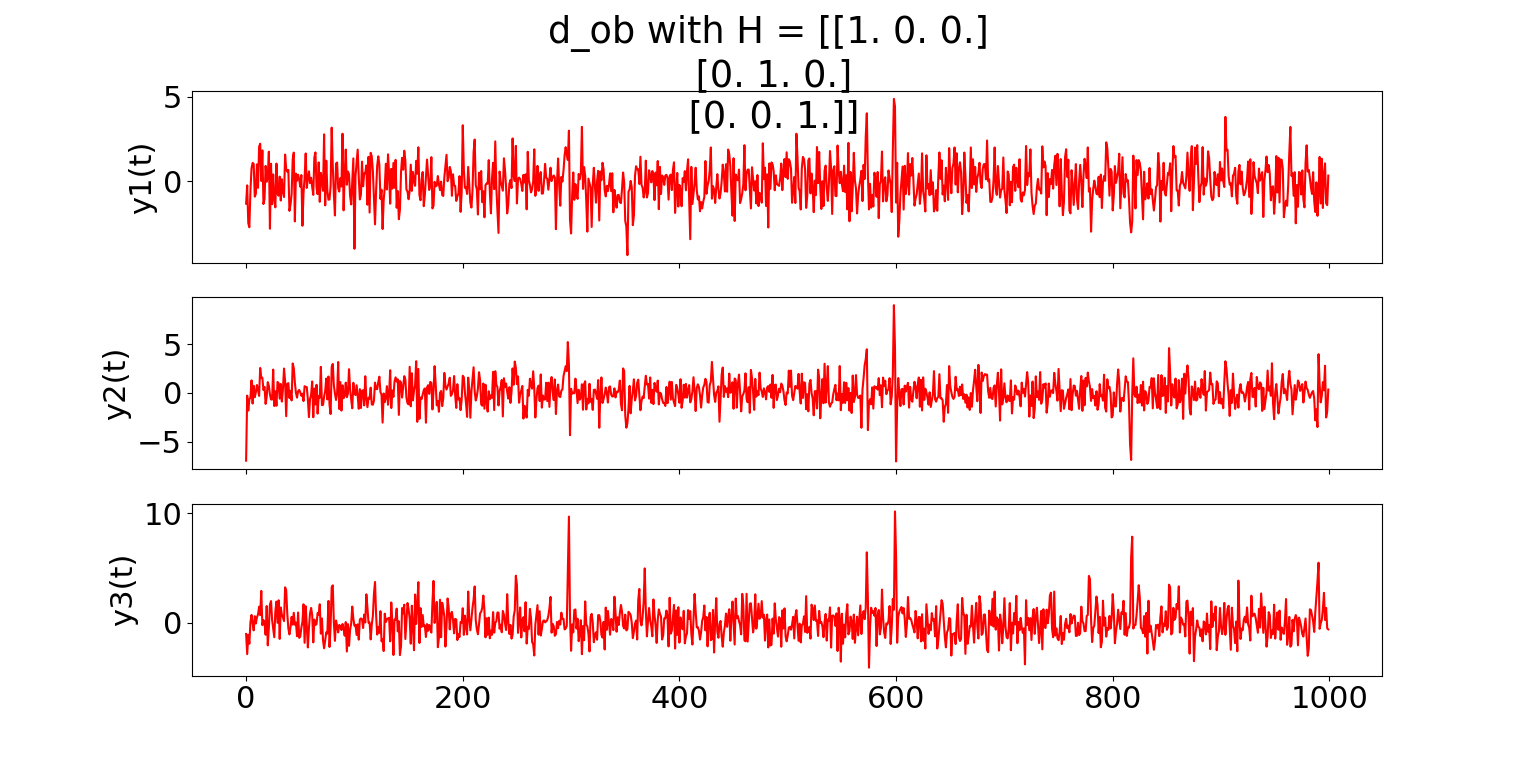 d_ob with H = [[1. 0. 0.]
[0. 1. 0.]
[0. 0. 1.]]
5
0
y1(t)
5
0
−5
y2(t)
10
0
y3(t)
0 200 400 600 800 1000